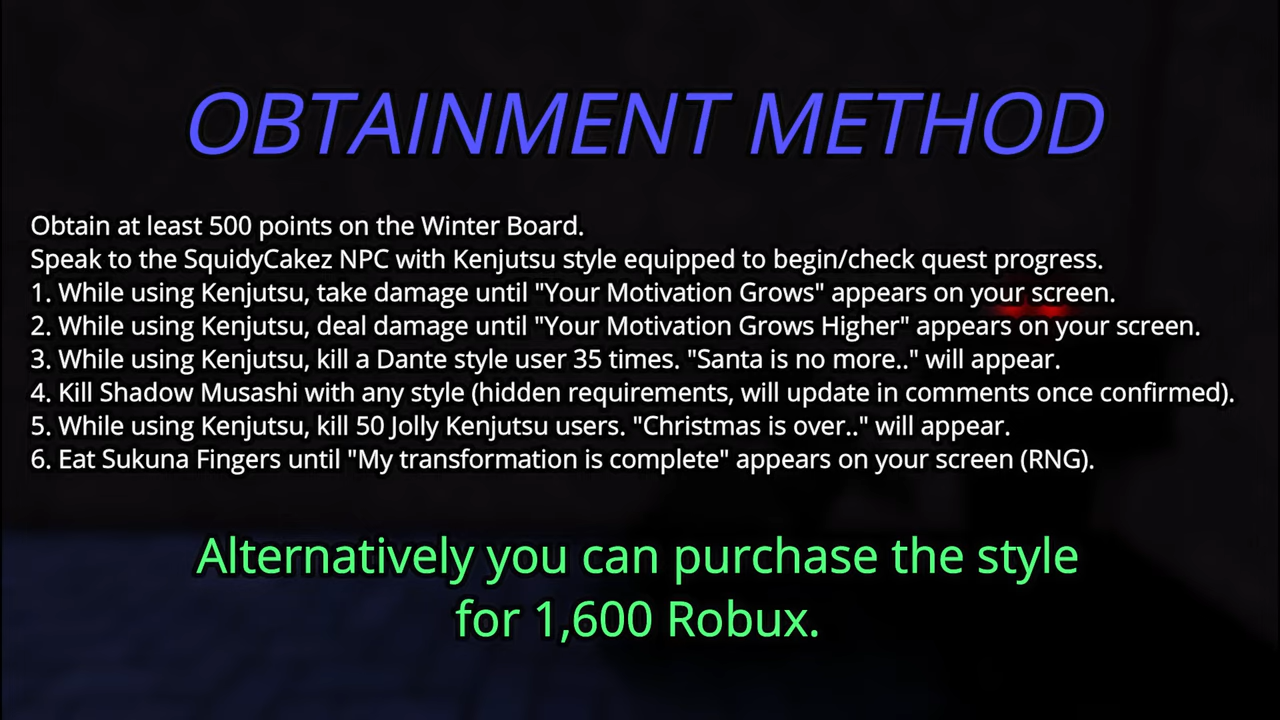 OBTAINMENT METHOD
Obtain at least 500 points on the Winter Board.
Speak to the SquidyCakez NPC with Kenjutsu style equipped to begin/check quest progress.
1. While using Kenjutsu, take damage until "Your Motivation Grows" appears on your screen.
2. While using Kenjutsu, deal damage until "Your Motivation Grows Higher" appears on your screen.
3. While using Kenjutsu, kill a Dante style user 35 times. "Santa is no more.." will appear.
4. Kill Shadow Musashi with any style (hidden requirements, will update in comments once confirmed).
5. While using Kenjutsu, kill 50 Jolly Kenjutsu users. "Christmas is over.." will appear.
6. Eat Sukuna Fingers until "My transformation is complete" appears on your screen (RNG).
Alternatively you can purchase the style
for 1,600 Robux.